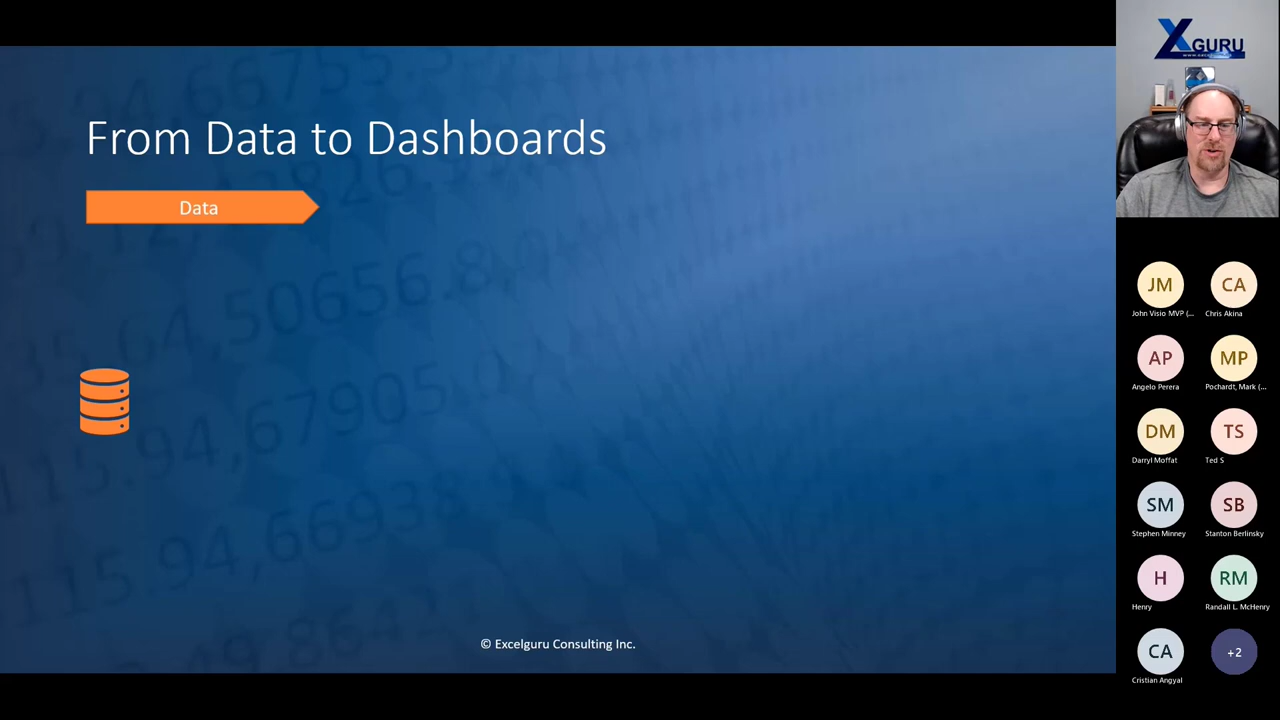 From Data to Dashboards
Data
© Excelguru Consulting Inc.
XGURU
JM
John Visio MVP (...
CA
Chris Akina
AP
Angelo Perera
MP
Pochardt, Mark (...
DM
Darryl Moffat
TS
Ted S
SM
Stephen Minney
SB
Stanton Berlinsky
H
Henry
RM
Randall L. McHenry
CA
Cristian Angyal
+2